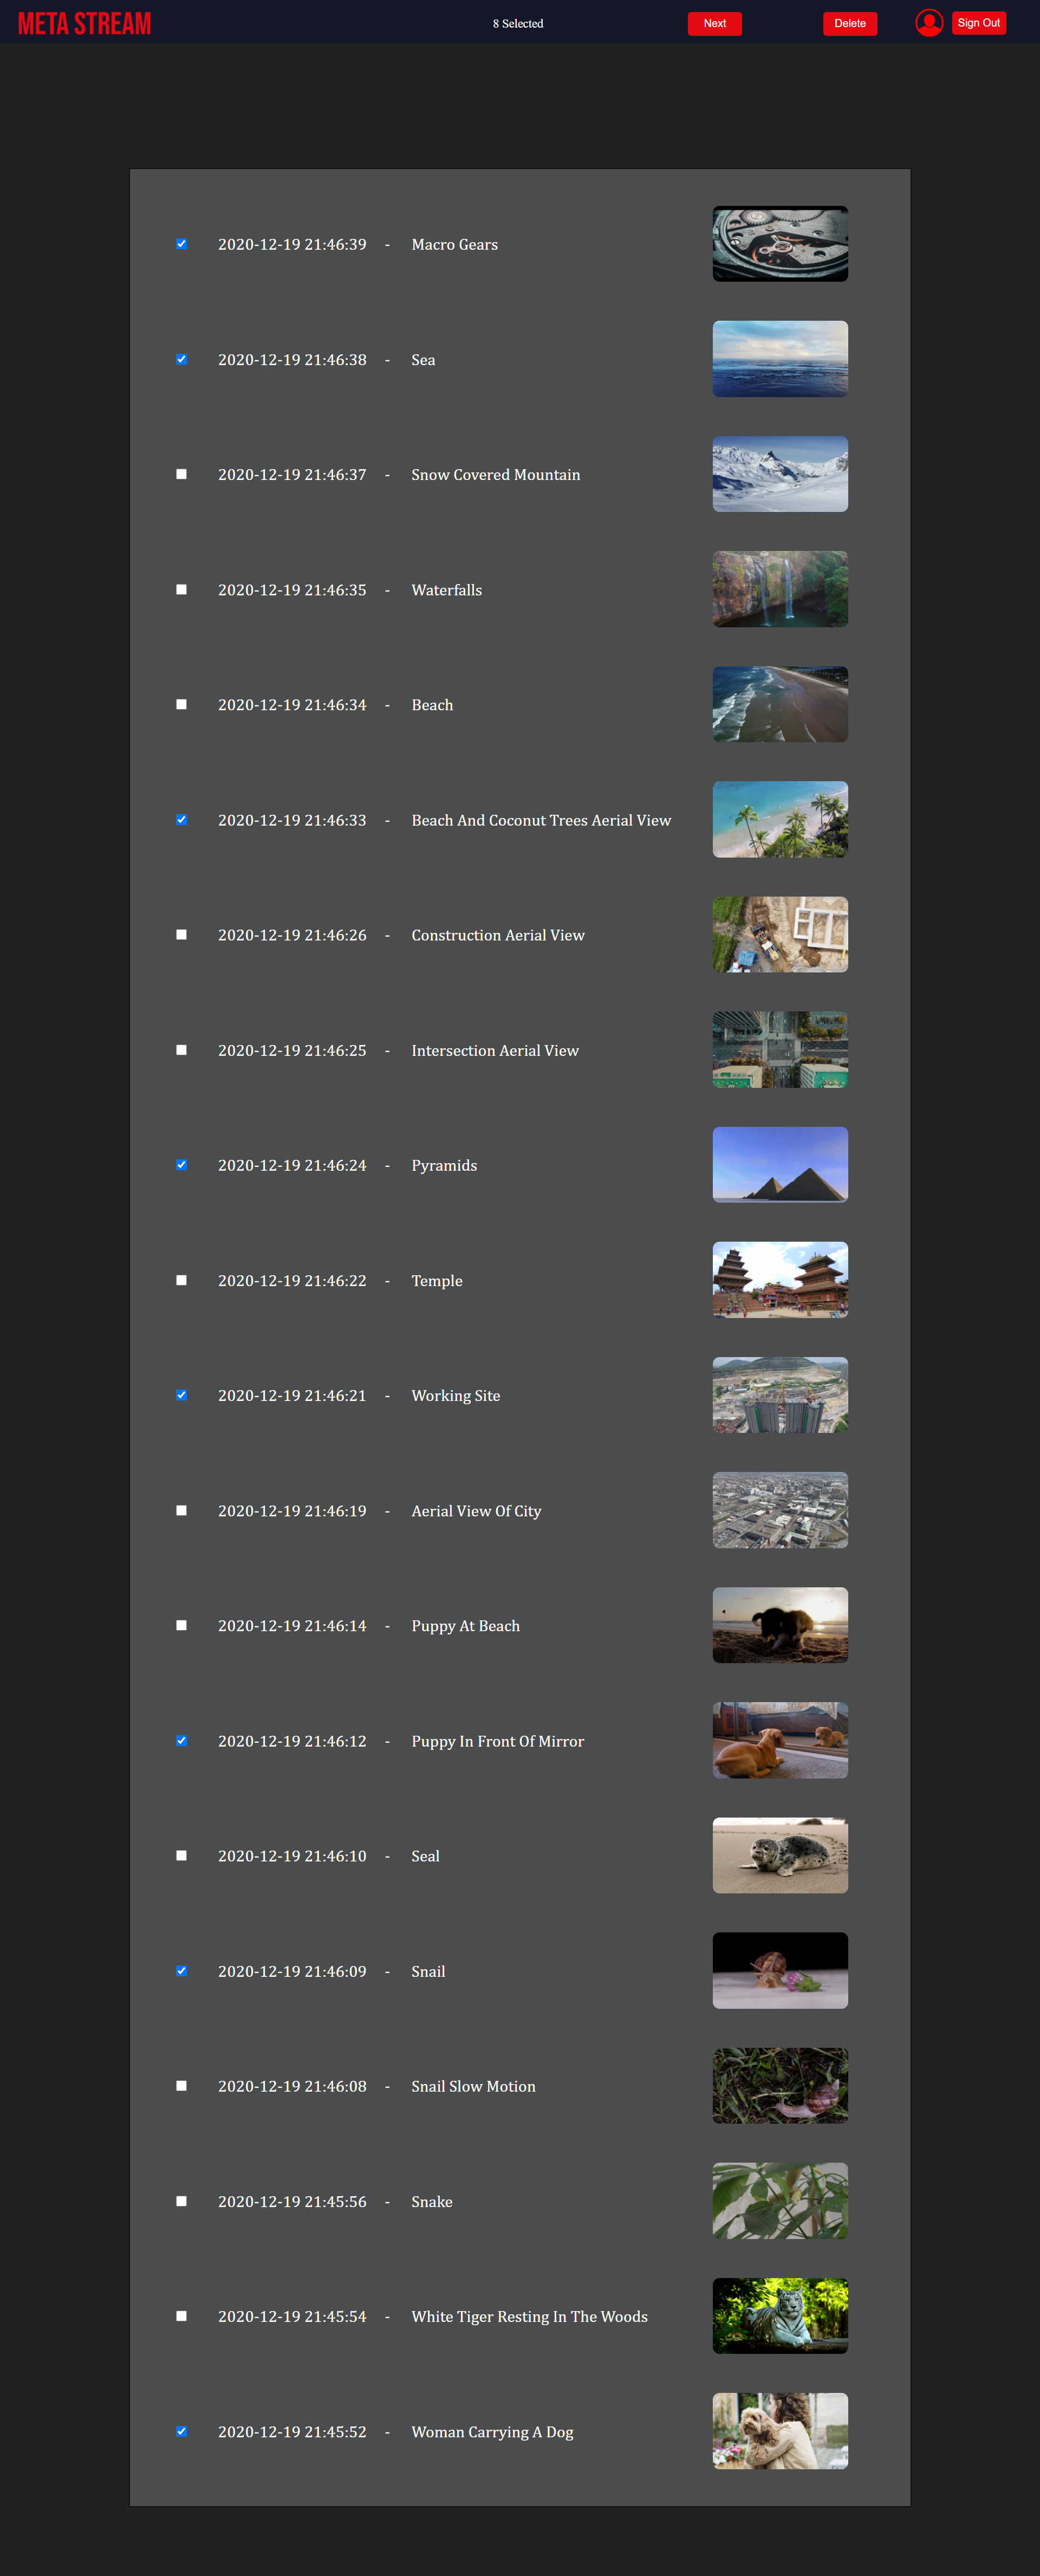 META STREAM 8 Selected Next Delete Sign Out
2020-12-19 21:46:39 - Macro Gears
2020-12-19 21:46:38 - Sea
2020-12-19 21:46:37 - Snow Covered Mountain
2020-12-19 21:46:35 - Waterfalls
2020-12-19 21:46:34 - Beach
2020-12-19 21:46:33 - Beach And Coconut Trees Aerial View
2020-12-19 21:46:26 - Construction Aerial View
2020-12-19 21:46:25 - Intersection Aerial View
2020-12-19 21:46:24 - Pyramids
2020-12-19 21:46:22 - Temple
2020-12-19 21:46:21 - Working Site
2020-12-19 21:46:19 - Aerial View Of City
2020-12-19 21:46:14 - Puppy At Beach
2020-12-19 21:46:12 - Puppy In Front Of Mirror
2020-12-19 21:46:10 - Seal
2020-12-19 21:46:09 - Snail
2020-12-19 21:46:08 - Snail Slow Motion
2020-12-19 21:45:56 - Snake
2020-12-19 21:45:54 - White Tiger Resting In The Woods
2020-12-19 21:45:52 - Woman Carrying A Dog